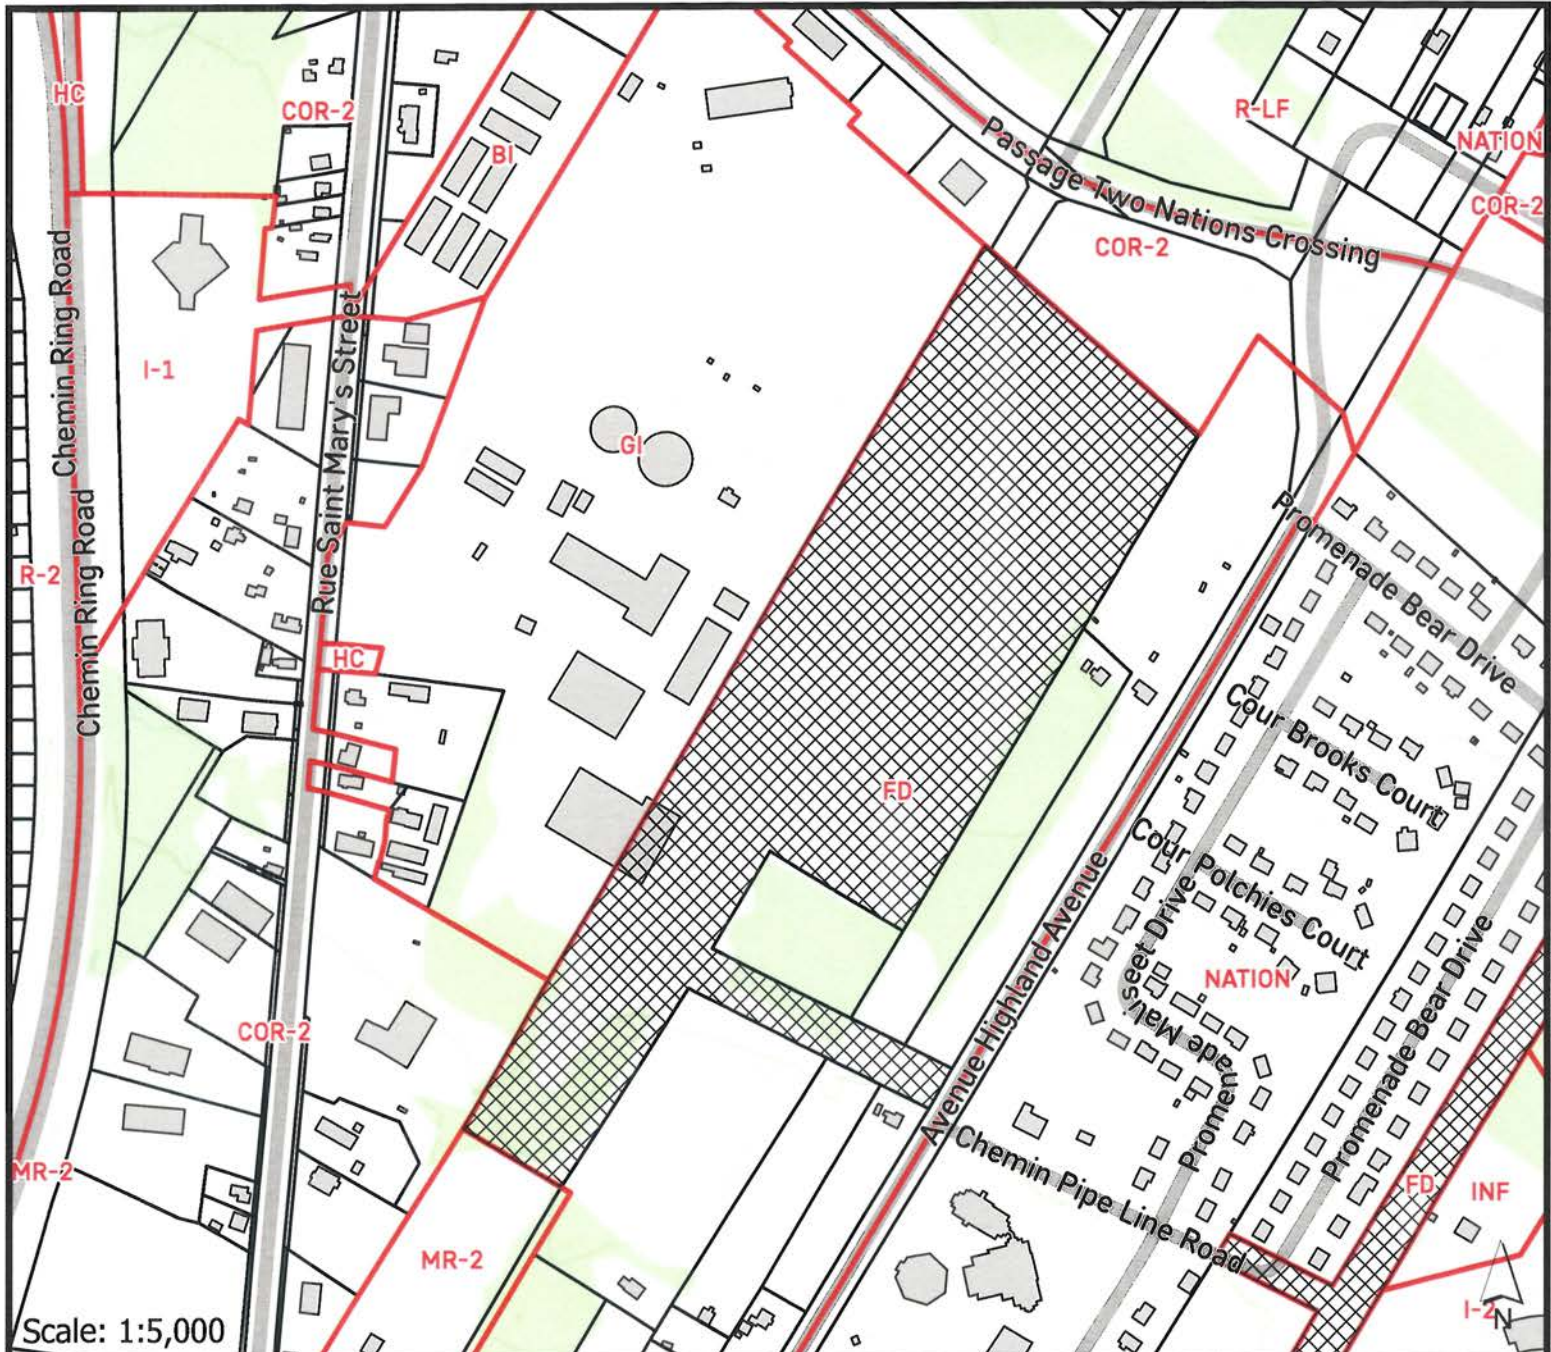 HC
COR-2
BI
R-LF
NATION
COR-2
Passage Two Nations Crossing
COR-2
Chemin Ring Road
I-1
Rue Saint Mary's Street
GI
Chemin Ring Road
R-2
HC
Promenade Bear Drive
Cour Brooks Court
FD
Cour Polchies Court
Promenade Maliseet Drive
NATION
Avenue Highland Avenue
Promenade Bear Drive
COR-2
MR-2
Chemin Pipe Line Road
FD
INF
MR-2
I-2
N
Scale: 1:5,000